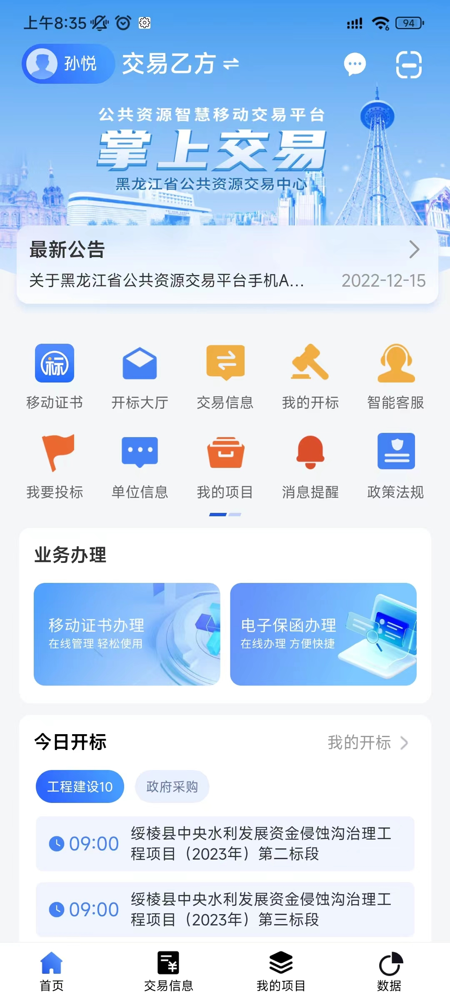 上午8:35
94
孙悦
交易乙方
公共资源智慧移动交易平台
掌上交易
黑龙江省公共资源交易中心
最新公告
关于黑龙江省公共资源交易平台手机A...
2022-12-15
标
移动证书
开标大厅
交易信息
我的开标
智能客服
我要投标
单位信息
我的项目
消息提醒
政策法规
业务办理
移动证书办理
在线管理 轻松使用
电子保函办理
在线办理 方便快捷
今日开标
我的开标
工程建设10
政府采购
09:00
绥棱县中央水利发展资金侵蚀沟治理工
程项目（2023年）第二标段
09:00
绥棱县中央水利发展资金侵蚀沟治理工
程项目（2023年）第三标段
首页
交易信息
我的项目
数据